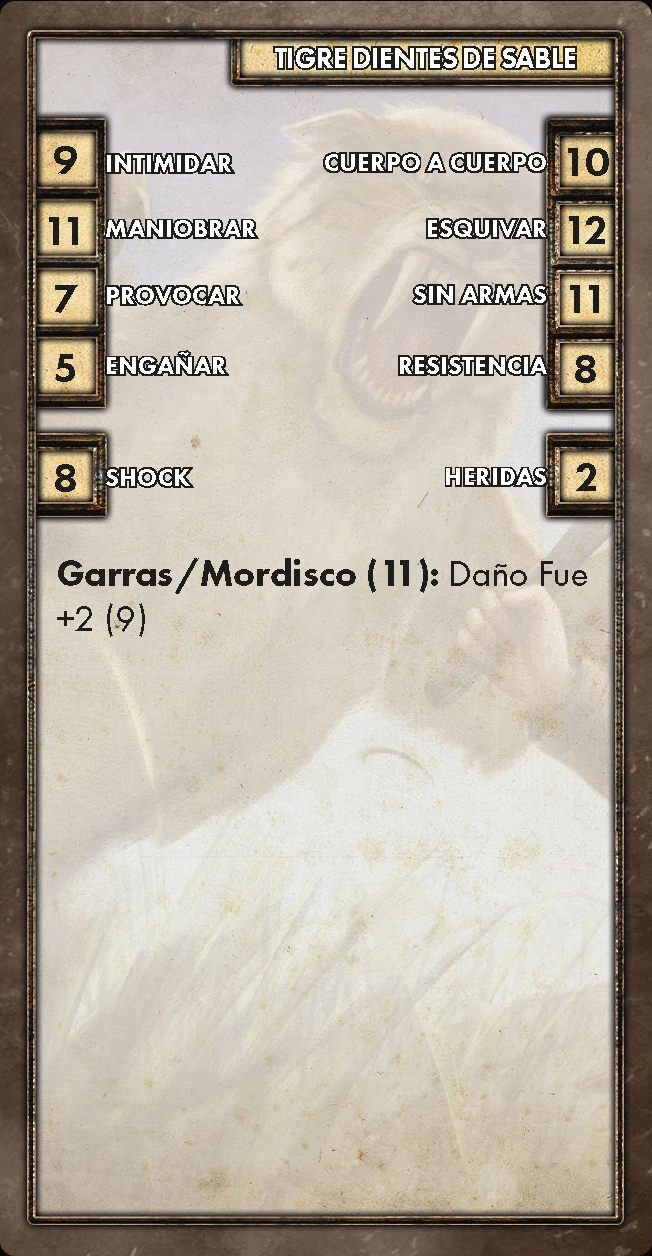 TIGRE DIENTES DE SABLE
9 INTIMIDAR CUERPO A CUERPO 10
11 MANIOBRAR ESQUIVAR 12
7 PROVOCAR SIN ARMAS 11
5 ENGAÑAR RESISTENCIA 8
8 SHOCK HERIDAS 2
Garras/Mordisco (11): Daño Fue
+2 (9)